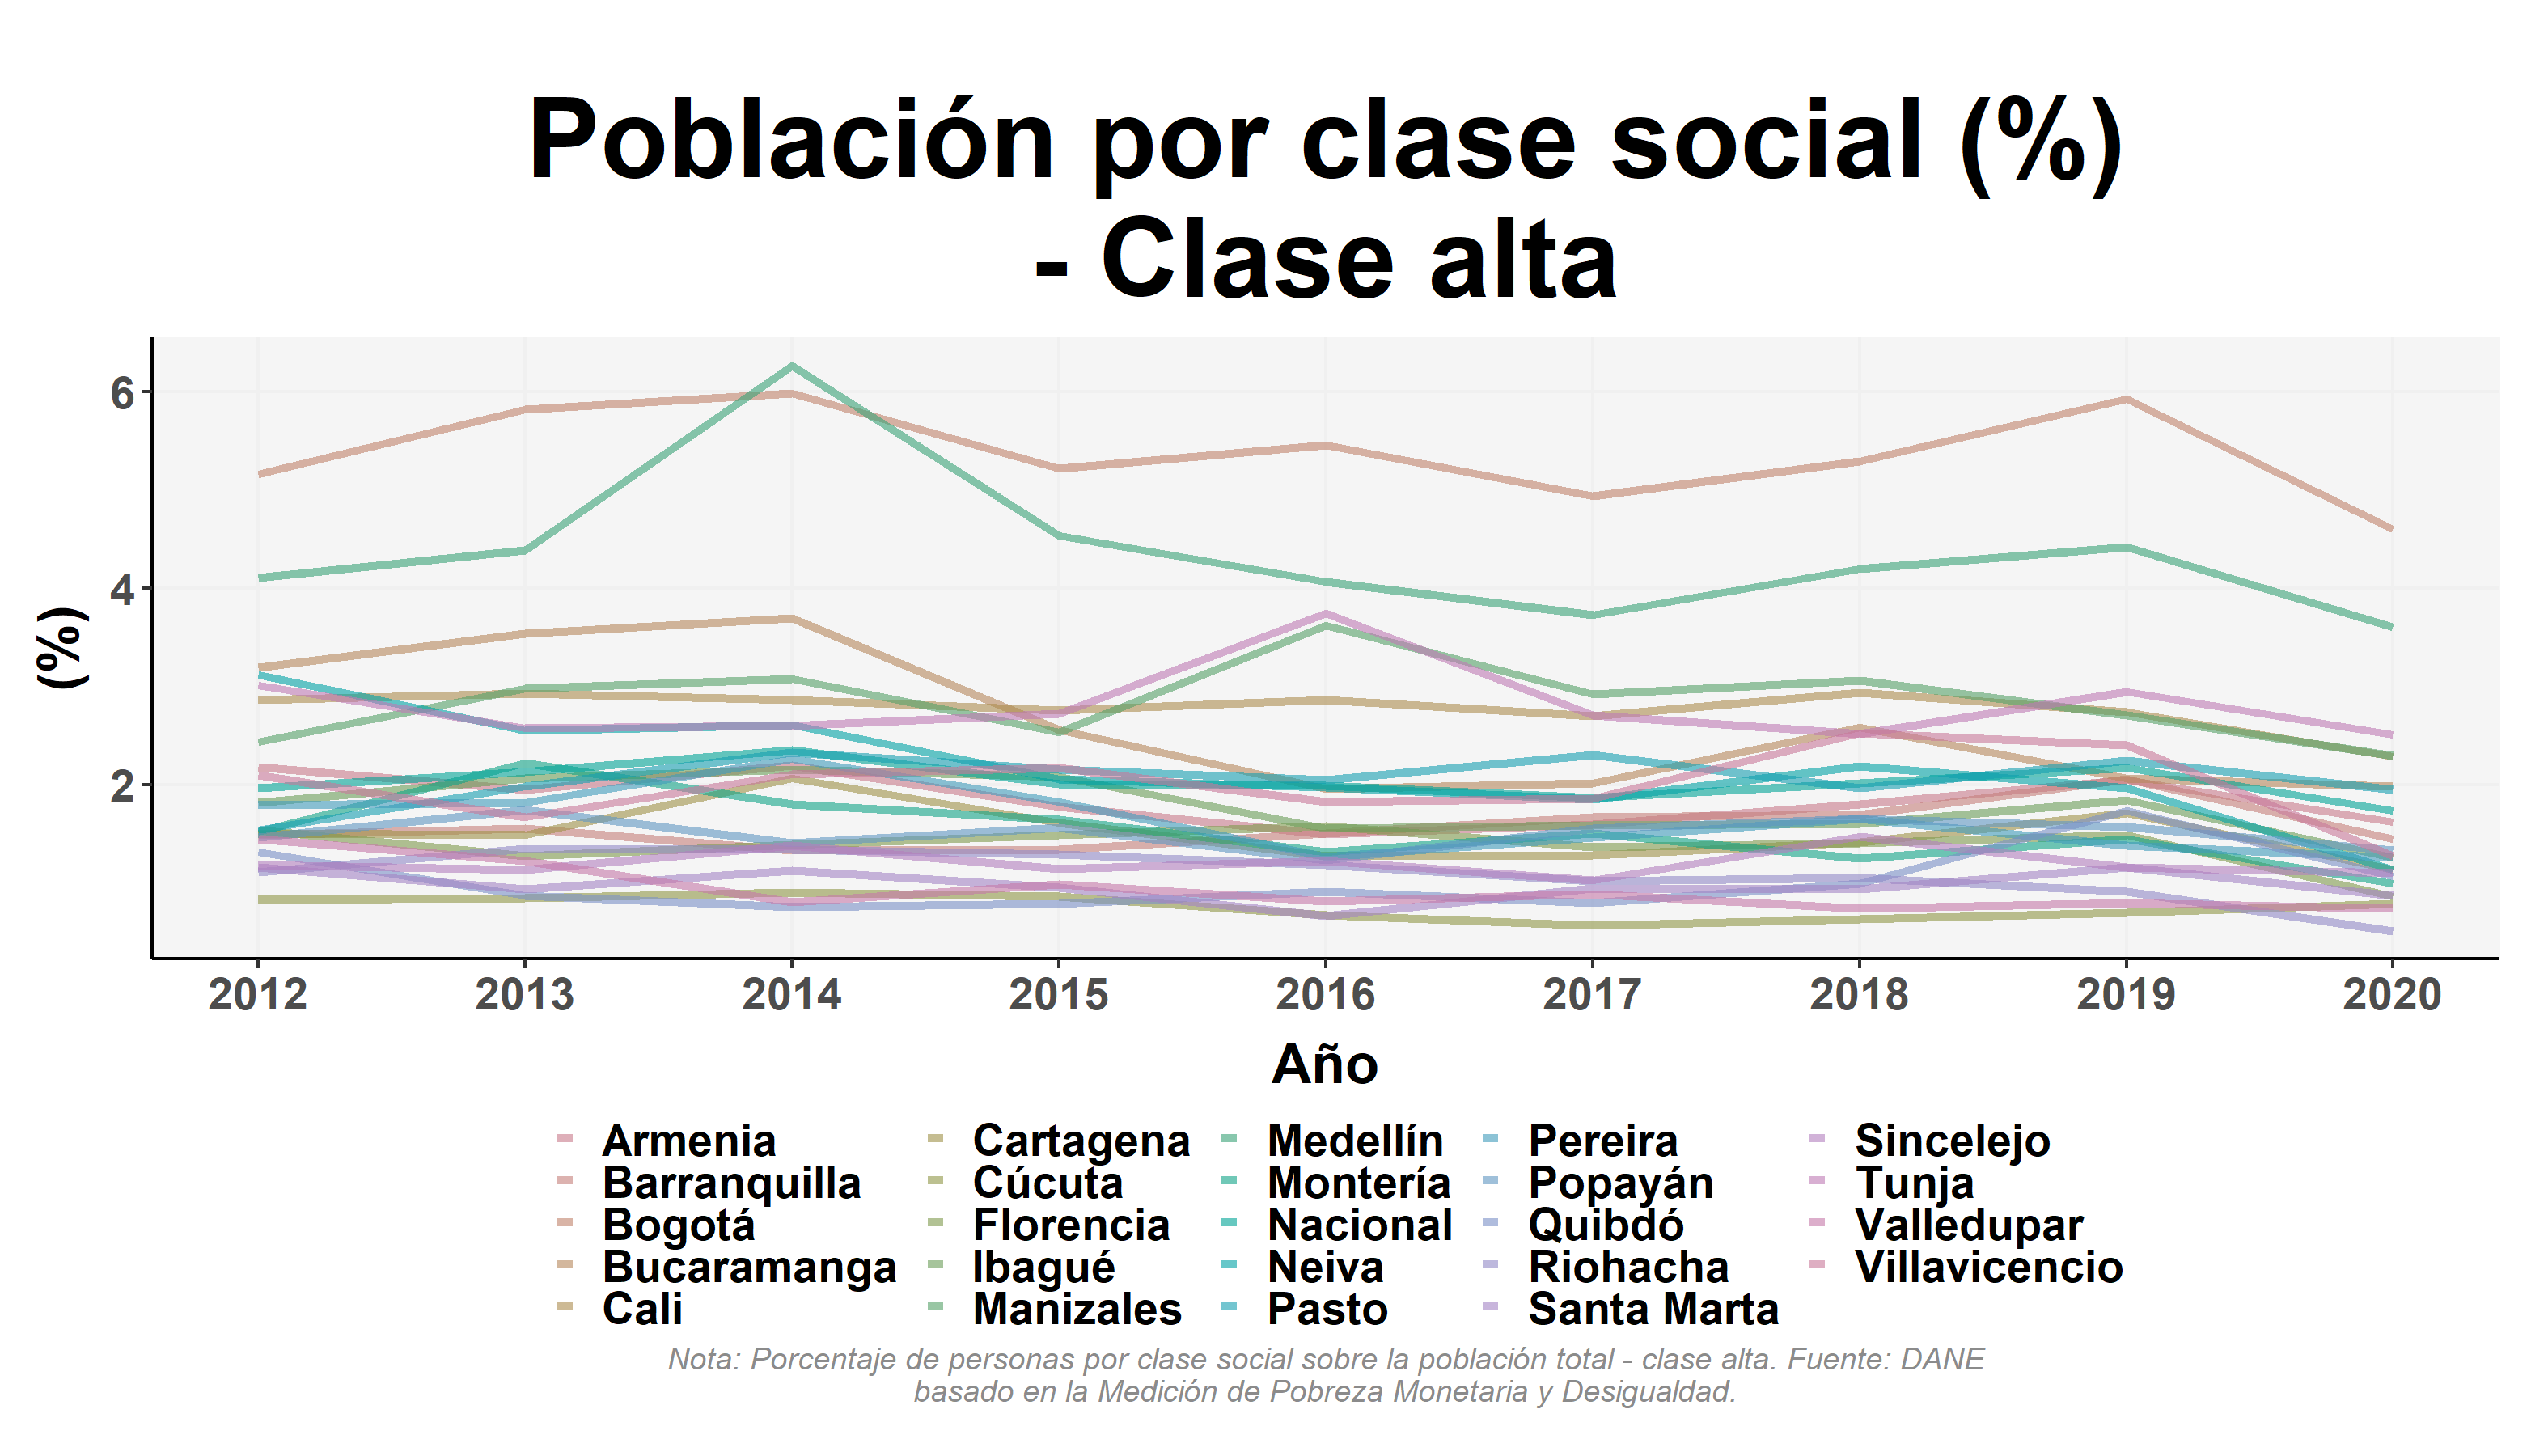 Población por clase social (%)
- Clase alta
(%)
6
4
2
2012 2013 2014 2015 2016 2017 2018 2019 2020
Año
Armenia
Barranquilla
Bogotá
Bucaramanga
Cali
Cartagena
Cúcuta
Florencia
Ibagué
Manizales
Medellín
Montería
Nacional
Neiva
Pasto
Pereira
Popayán
Quibdó
Riohacha
Santa Marta
Sincelejo
Tunja
Valledupar
Villavicencio
Nota: Porcentaje de personas por clase social sobre la población total - clase alta. Fuente: DANE
basado en la Medición de Pobreza Monetaria y Desigualdad.